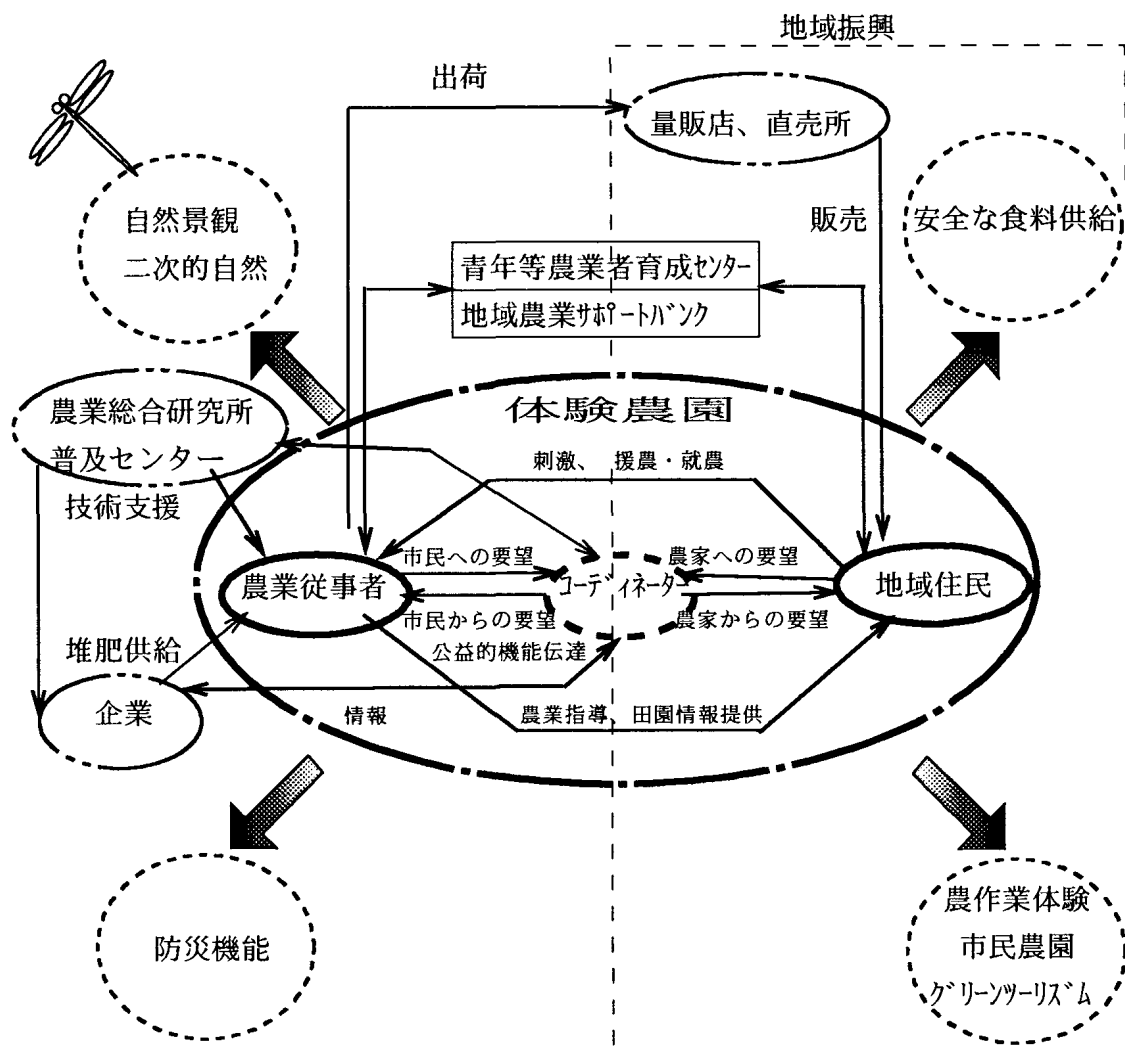 地域振興
出荷
量販店、直売所
自然景観
二次的自然
販売
安全な食料供給
青年等農業者育成ｾﾝﾀｰ
地域農業ｻﾎﾟｰﾄﾊﾞﾝｸ
農業総合研究所
普及センター
技術支援
体験農園
刺激、援農・就農
市民への要望
農家への要望
農業従事者
ｺｰﾃﾞｨﾈｰﾀｰ
地域住民
市民からの要望
農家からの要望
公益的機能伝達
堆肥供給
企業
情報
農業指導、田園情報提供
防災機能
農作業体験
市民農園
ｸﾞﾘｰﾝﾂｰﾘｽﾞﾑ